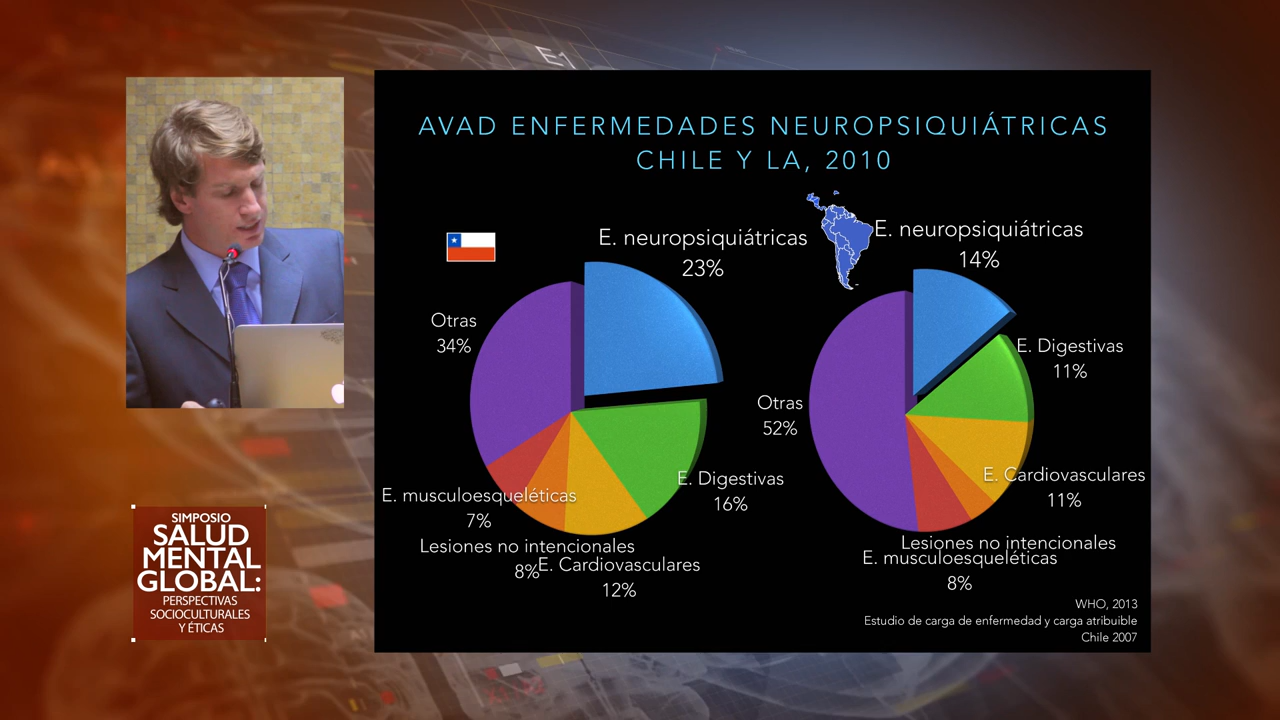 E1
AVAD ENFERMEDADES NEUROPSIQUIÁTRICAS
CHILE Y LA, 2010
E. neuropsiquiátricas
23%
Otras
34%
E. Digestivas
16%
E. musculoesqueléticas
7%
Lesiones no intencionales
8%
E. Cardiovasculares
12%
E. neuropsiquiátricas
14%
E. Digestivas
11%
Otras
52%
E. Cardiovasculares
11%
Lesiones no intencionales
E. musculoesqueléticas
8%
WHO, 2013
Estudio de carga de enfermedad y carga atribuible
Chile 2007
SIMPOSIO
SALUD
MENTAL
GLOBAL:
PERSPECTIVAS
SOCIOCULTURALES
Y ÉTICAS